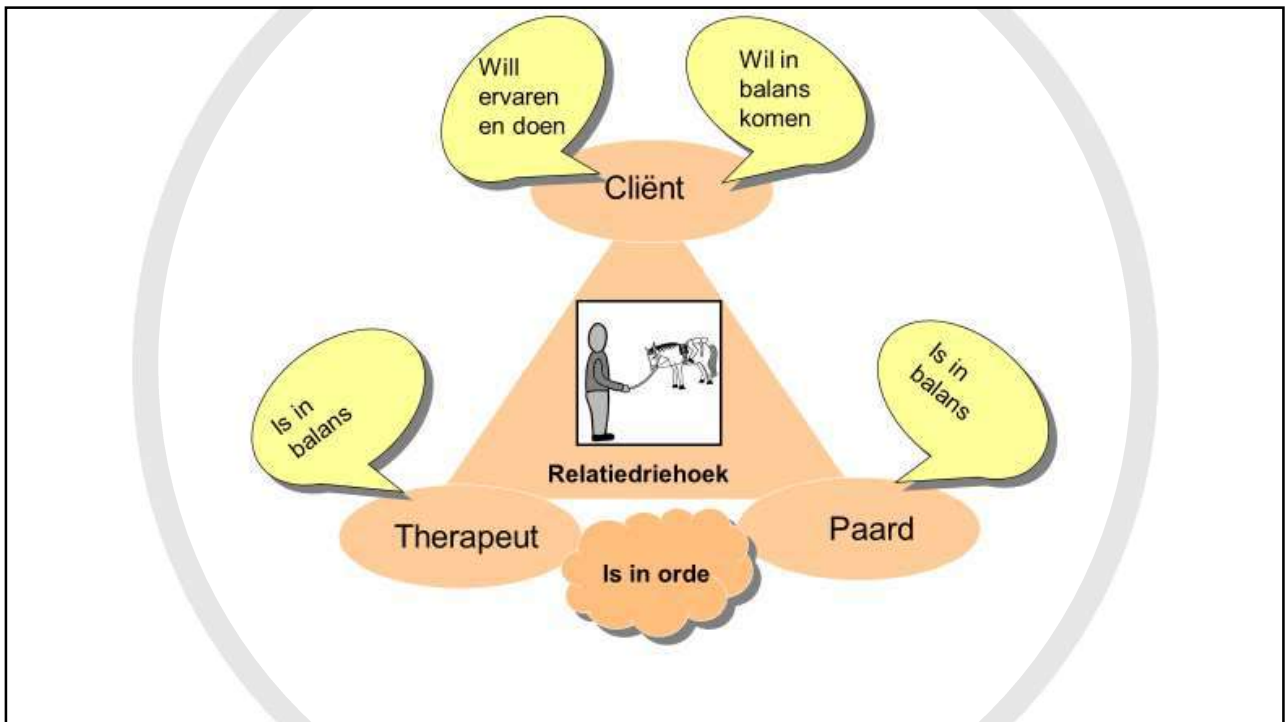 Will
ervaren
en doen
Wil in
balans
komen
Cliënt
Is in
balans
Is in
balans
Relatiedriehoek
Therapeut
Paard
Is in orde